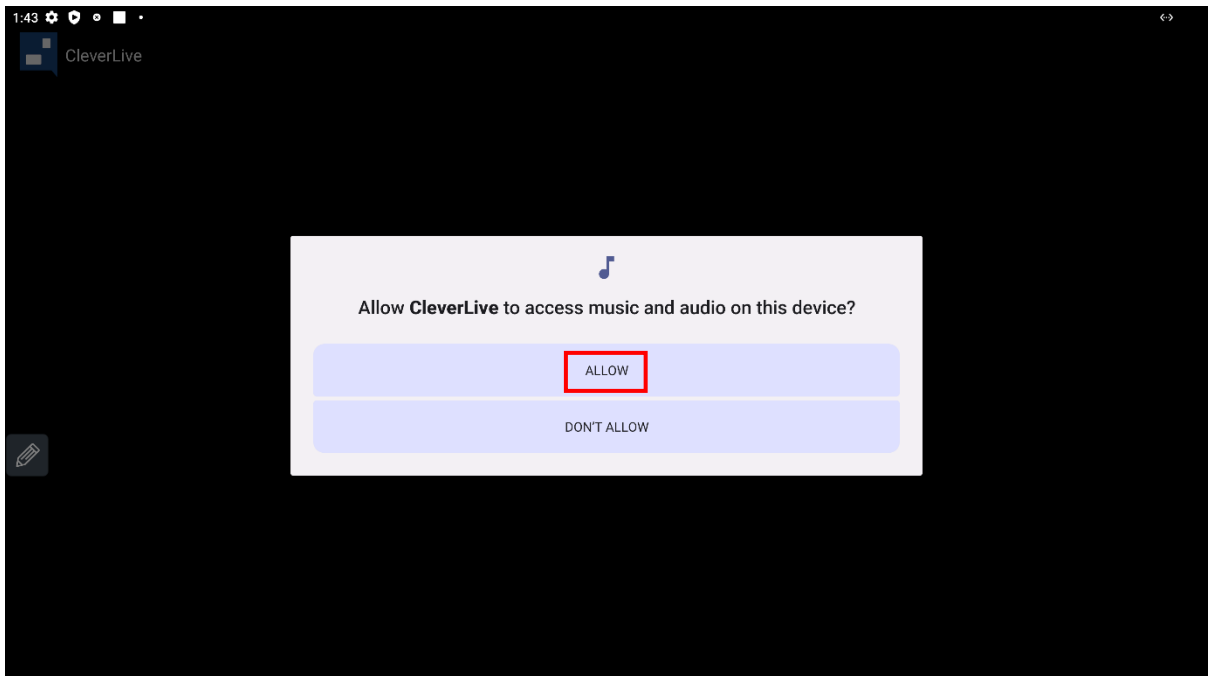 1:43
CleverLive
Allow CleverLive to access music and audio on this device?
ALLOW
DON'T ALLOW